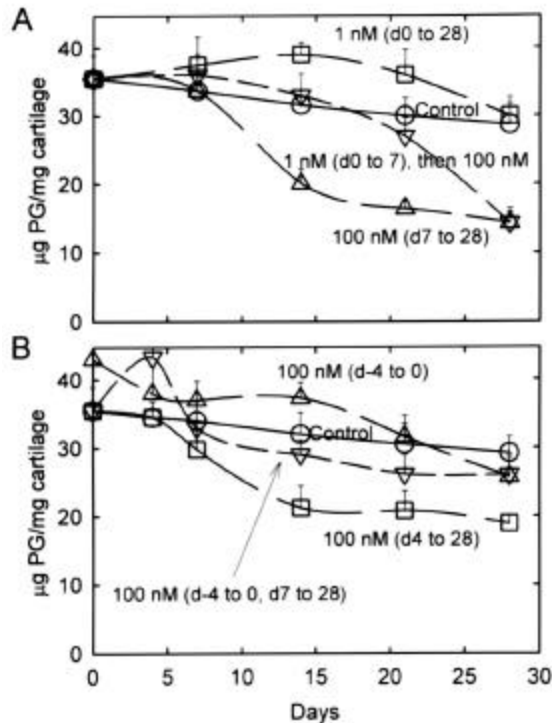 A
µg PG/mg cartilage
40
30
20
10
0
1 nM (d0 to 28)
Control
1 nM (d0 to 7), then 100 nM
100 nM (d7 to 28)
B
µg PG/mg cartilage
40
30
20
10
0
100 nM (d-4 to 0)
Control
100 nM (d4 to 28)
100 nM (d-4 to 0, d7 to 28)
0 5 10 15 20 25 30
Days